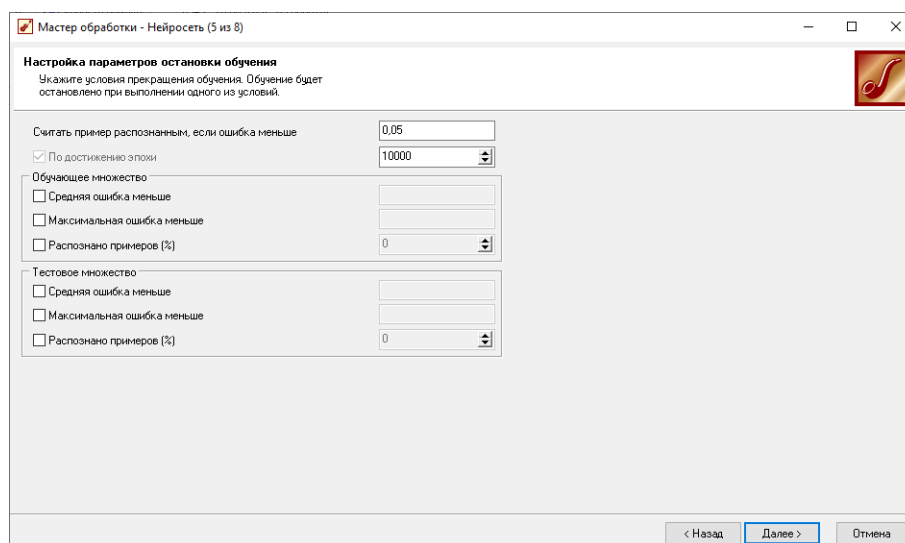 Мастер обработки - Нейросеть (5 из 8)
Настройка параметров остановки обучения
Укажите условия прекращения обучения. Обучение будет
остановлено при выполнении одного из условий.
Считать пример распознанным, если ошибка меньше 0,05
По достижению эпохи 10000
Обучающее множество
Средняя ошибка меньше
Максимальная ошибка меньше
Распознано примеров (%) 0
Тестовое множество
Средняя ошибка меньше
Максимальная ошибка меньше
Распознано примеров (%) 0
< Назад Далее > Отмена